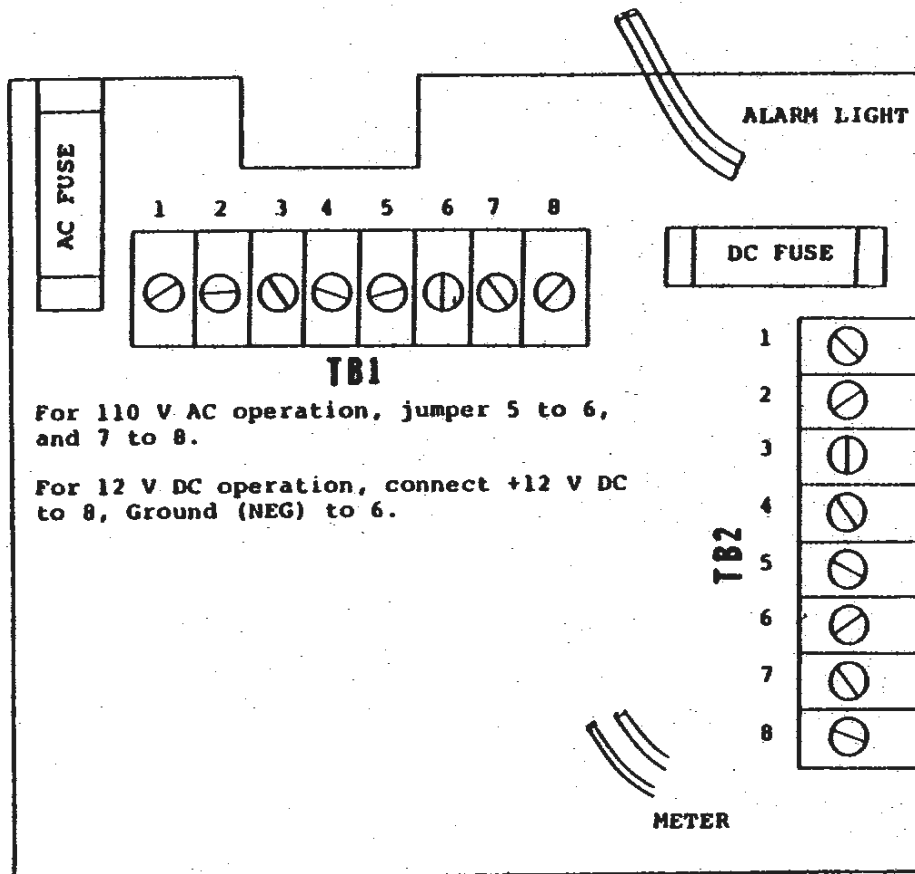 ALARM LIGHT
AC FUSE
1 2 3 4 5 6 7 8
DC FUSE
TB1
For 110 V AC operation, jumper 5 to 6,
and 7 to 8.
For 12 V DC operation, connect +12 V DC
to 8, Ground (NEG) to 6.
1
2
3
4
TB2
5
6
7
8
METER